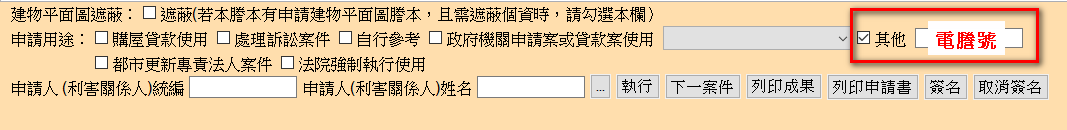 建物平面圖遮蔽： 遮蔽(若本謄本有申請建物平面圖謄本，且需遮蔽個資時，請勾選本欄)
申請用途： 購屋貸款使用 處理訴訟案件 自行參考 政府機關申請案或貸款案使用 其他 電謄號
都市更新專責法人案件 法院強制執行使用
申請人(利害關係人)統編 申請人(利害關係人)姓名 ... 執行 下一案件 列印成果 列印申請書 簽名 取消簽名